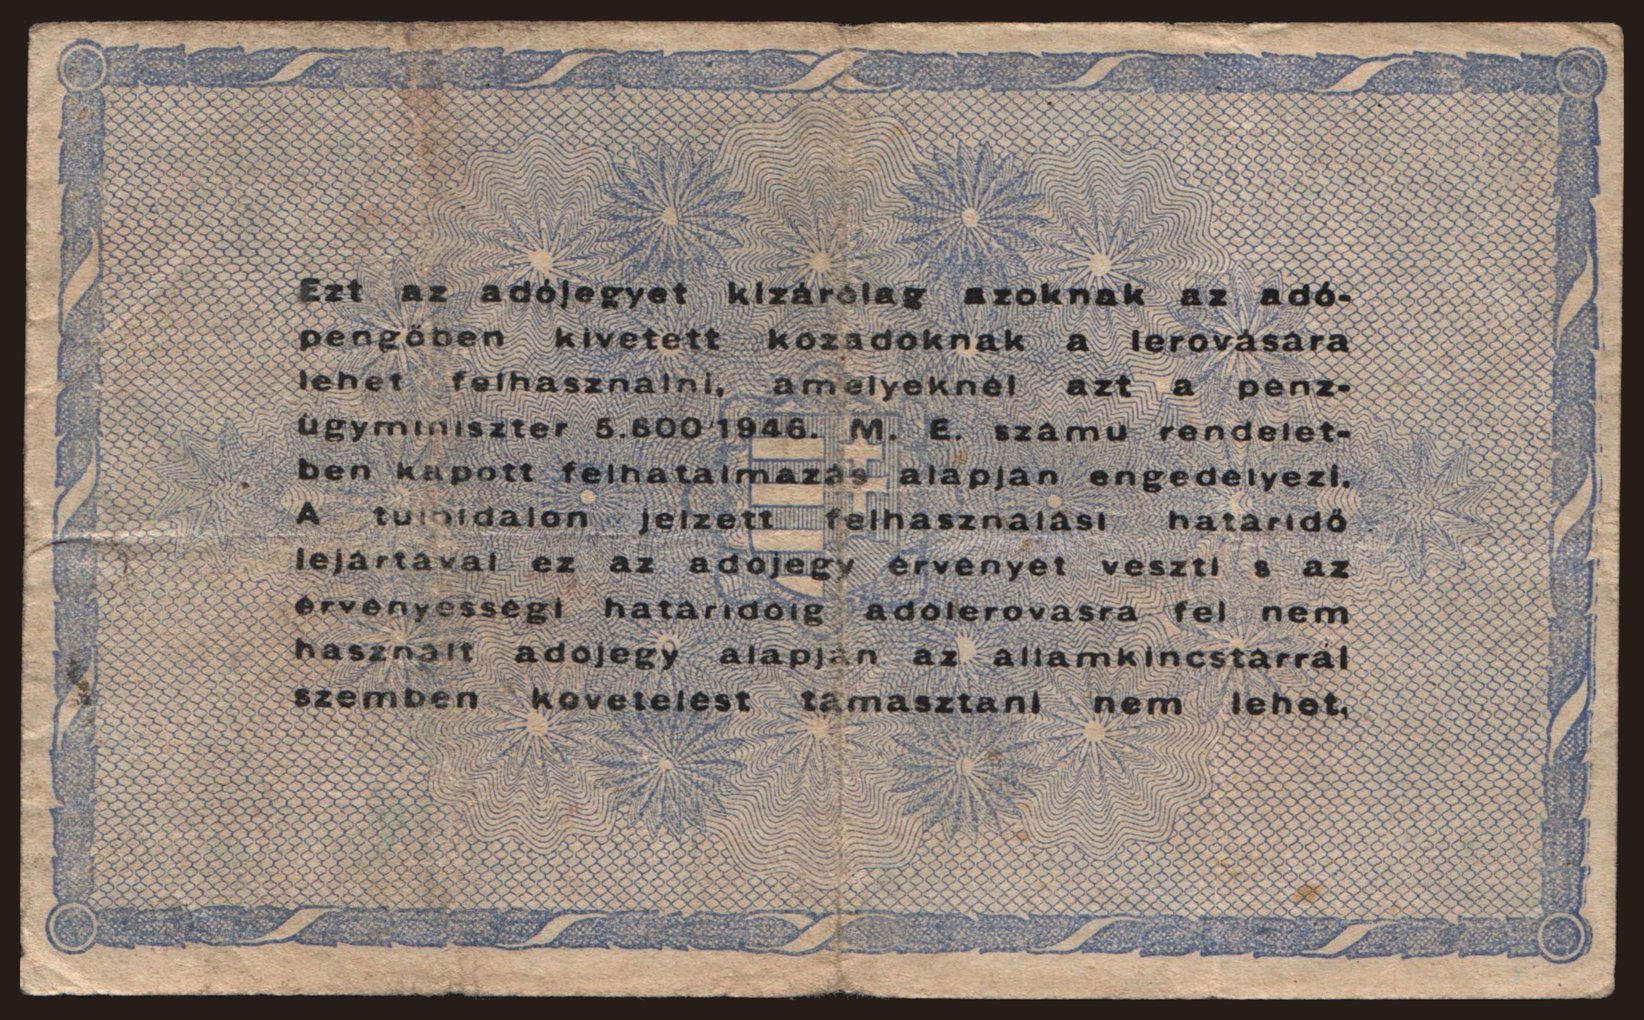 Ezt az adójegyet kizárólag azoknak az adó-
pengőben kivetett közadóknak a lerovására
lehet felhasználni, amelyeknél azt a pénz-
ügyminiszter 5.600/1946. M. E. számú rendelet-
ben kapott felhatalmazás alapján engedélyezi.
A túloldalon jelzett felhasználási határidő
lejártával ez az adójegy érvényét veszti s az
érvényességi határidőig adólerovásra fel nem
használt adójegy alapján az államkincstárral
szemben követelést támasztani nem lehet.